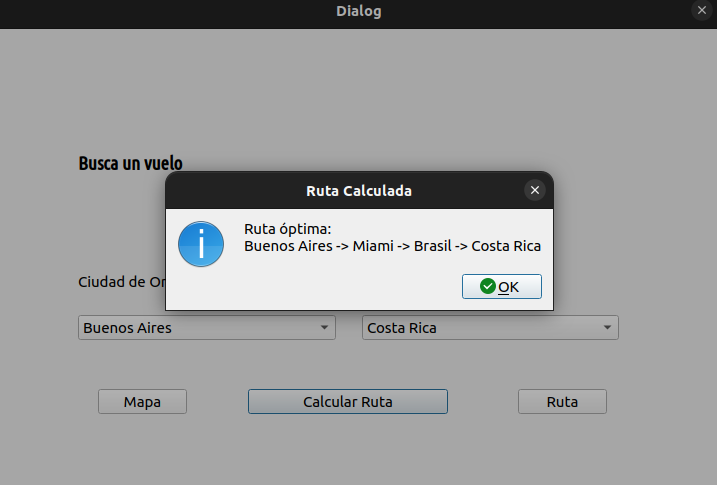 Dialog
Busca un vuelo
Ruta Calculada
Ruta óptima:
Buenos Aires -> Miami -> Brasil -> Costa Rica
OK
Ciudad de Or
Buenos Aires
Costa Rica
Mapa
Calcular Ruta
Ruta